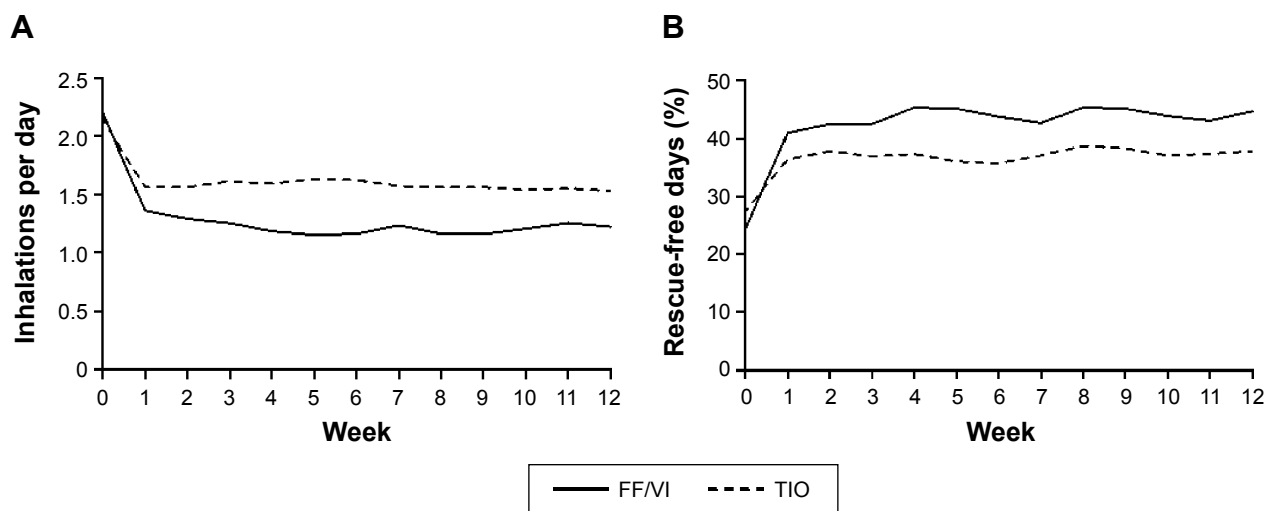 A
Inhalations per day
2.5
2.0
1.5
1.0
0.5
0
0 1 2 3 4 5 6 7 8 9 10 11 12
Week
B
Rescue-free days (%)
50
40
30
20
10
0
0 1 2 3 4 5 6 7 8 9 10 11 12
Week
FF/VI TIO